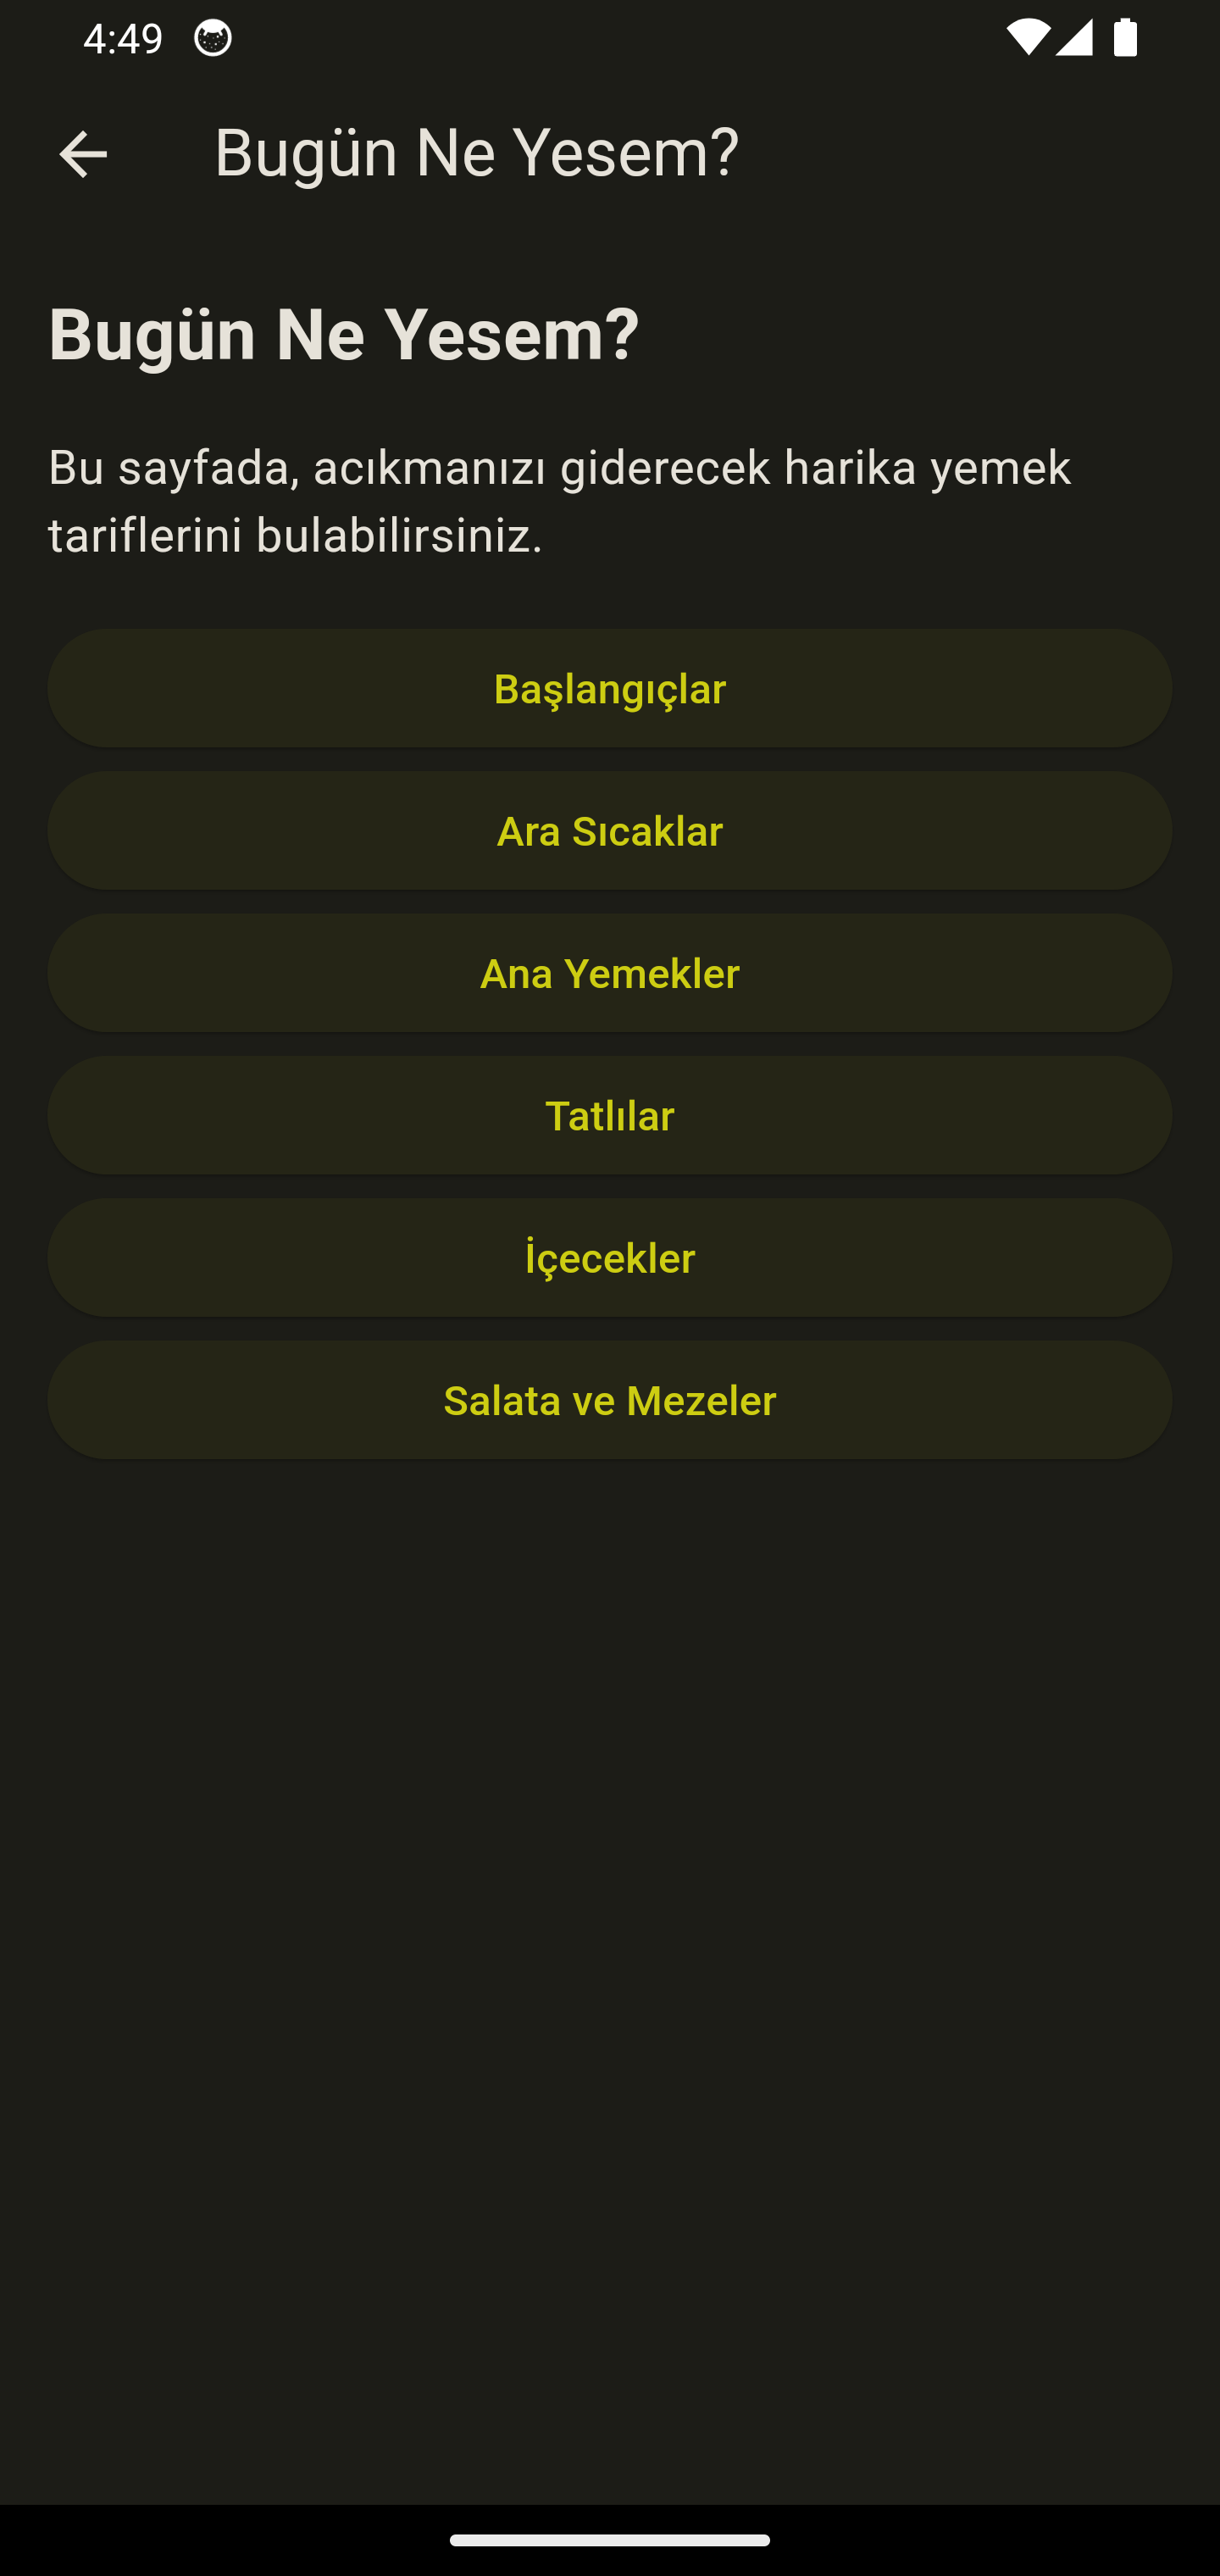 4:49
Bugün Ne Yesem?
Bugün Ne Yesem?
Bu sayfada, acıkmanızı giderecek harika yemek
tariflerini bulabilirsiniz.
Başlangıçlar
Ara Sıcaklar
Ana Yemekler
Tatlılar
İçecekler
Salata ve Mezeler